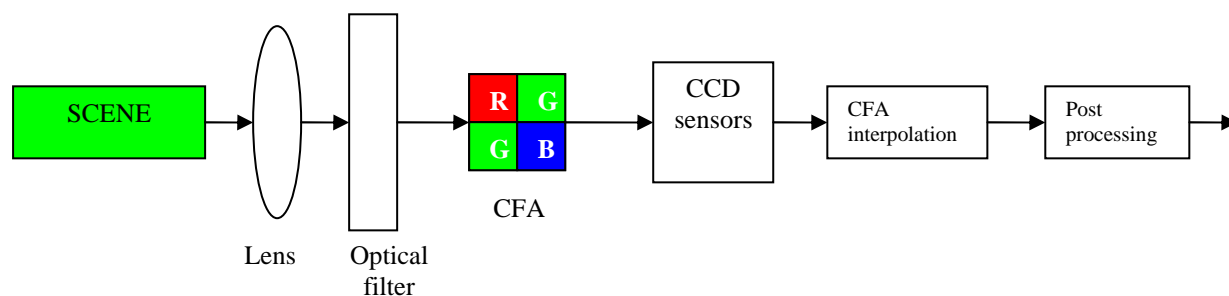 SCENE
Lens
Optical
filter
R G
G B
CFA
CCD
sensors
CFA
interpolation
Post
processing